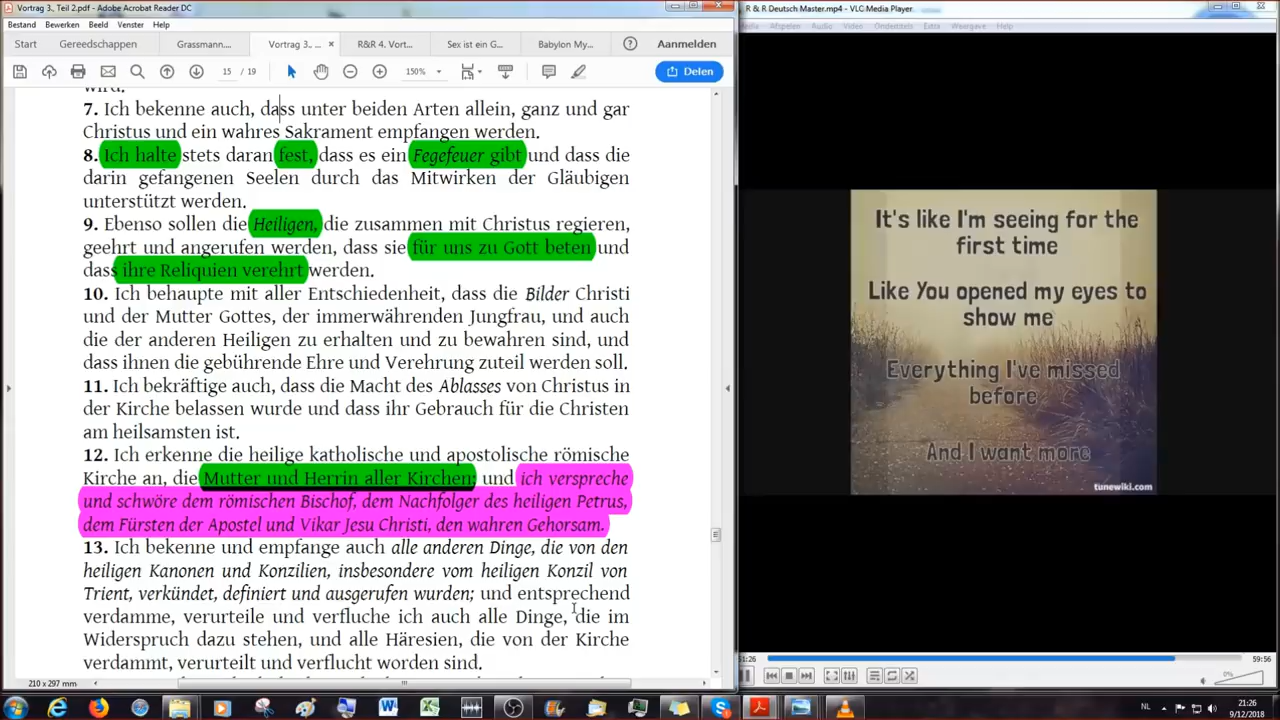 Vortrag 3., Teil 2.pdf - Adobe Acrobat Reader DC
Bestand Bewerken Beeld Venster Help
Start Gereedschappen Grassmann.... Vortrag 3.. ... × R&R 4. Vort... Sex ist ein G... Babylon My... Aanmelden
15 / 19 150% Delen
wird.
7. Ich bekenne auch, dass unter beiden Arten allein, ganz und gar
Christus und ein wahres Sakrament empfangen werden.
8. Ich halte stets daran fest, dass es ein Fegefeuer gibt und dass die
darin gefangenen Seelen durch das Mitwirken der Gläubigen
unterstützt werden.
9. Ebenso sollen die Heiligen, die zusammen mit Christus regieren,
geehrt und angerufen werden, dass sie für uns zu Gott beten und
dass ihre Reliquien verehrt werden.
10. Ich behaupte mit aller Entschiedenheit, dass die Bilder Christi
und der Mutter Gottes, der immerwährenden Jungfrau, und auch
die der anderen Heiligen zu erhalten und zu bewahren sind, und
dass ihnen die gebührende Ehre und Verehrung zuteil werden soll.
11. Ich bekräftige auch, dass die Macht des Ablasses von Christus in
der Kirche belassen wurde und dass ihr Gebrauch für die Christen
am heilsamsten ist.
12. Ich erkenne die heilige katholische und apostolische römische
Kirche an, die Mutter und Herrin aller Kirchen; und ich verspreche
und schwöre dem römischen Bischof, dem Nachfolger des heiligen Petrus,
dem Fürsten der Apostel und Vikar Jesu Christi, den wahren Gehorsam.
13. Ich bekenne und empfange auch alle anderen Dinge, die von den
heiligen Kanonen und Konzilien, insbesondere vom heiligen Konzil von
Trient, verkündet, definiert und ausgerufen wurden; und entsprechend
verdamme, verurteile und verfluche ich auch alle Dinge, die im
Widerspruch dazu stehen, und alle Häresien, die von der Kirche
verdammt, verurteilt und verflucht worden sind.
210 x 297 mm
R & R Deutsch Master.mp4 - VLC Media Player
Media Afspelen Audio Video Ondertitels Extra Weergave Help
It's like I'm seeing for the
first time
Like You opened my eyes to
show me
Everything I've missed
before
And I want more
tunewiki.com
51:26 59:56
0%
NL 21:26
9/12/2018